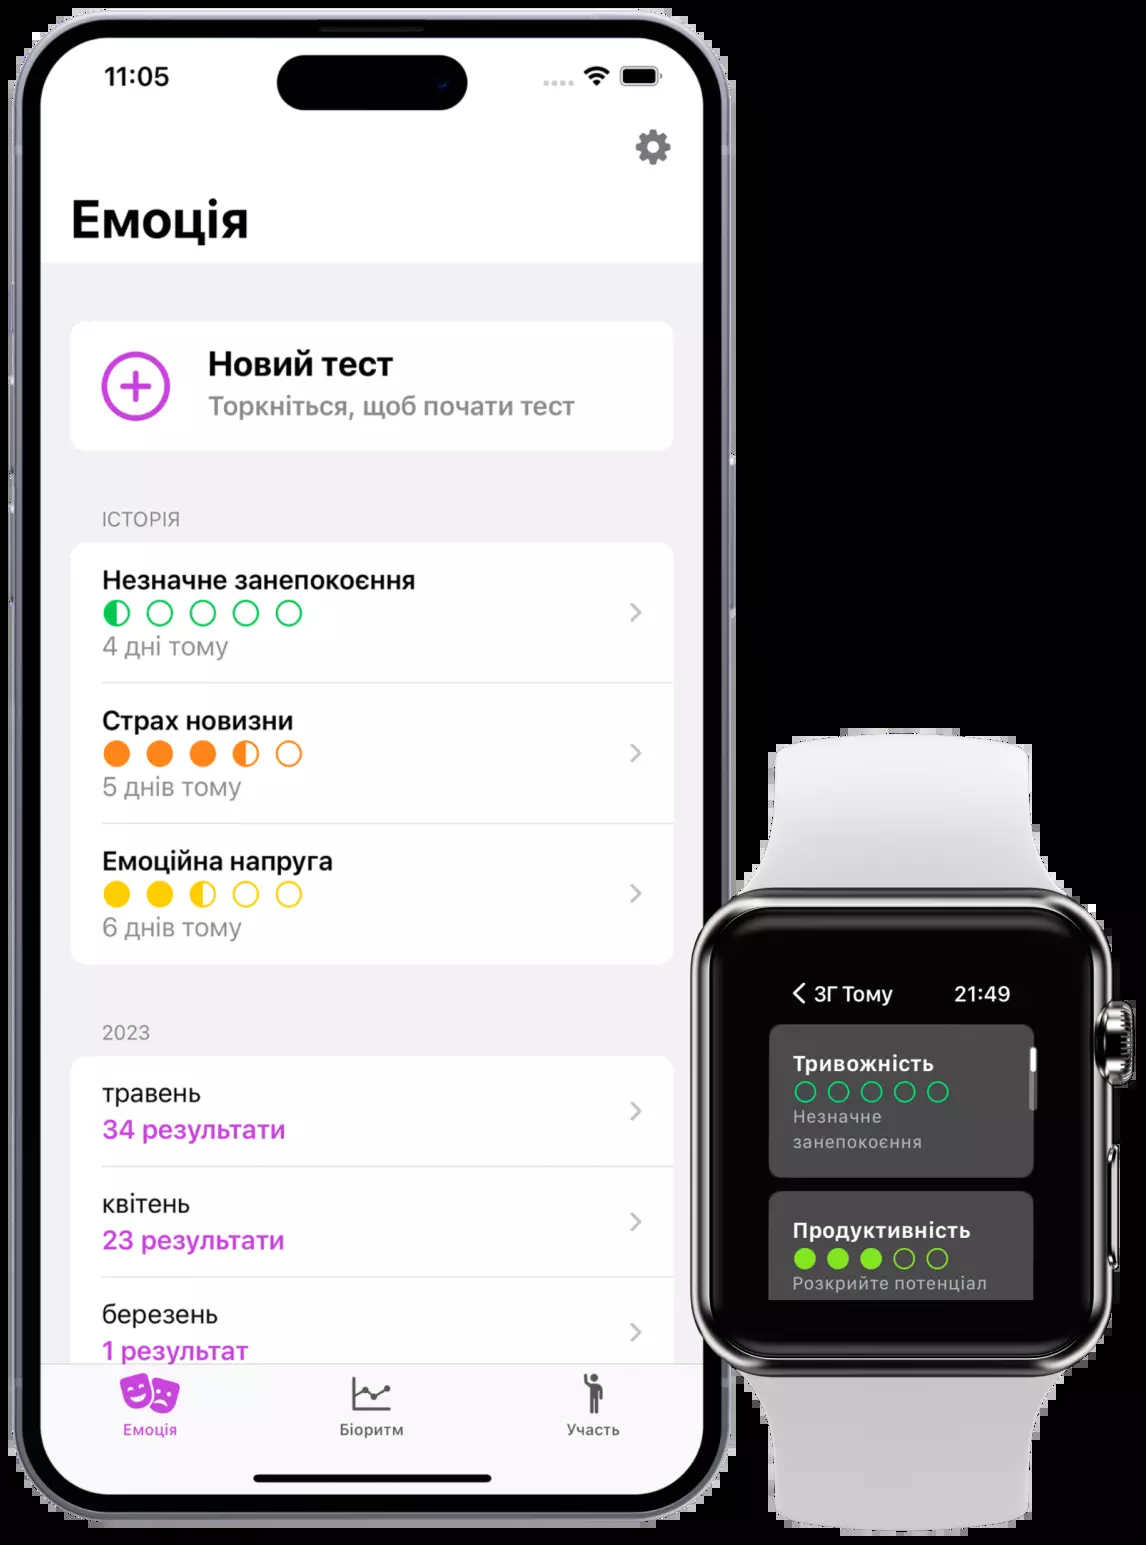 11:05
Емоція
Новий тест
Торкніться, щоб почати тест
ІСТОРІЯ
Незначне занепокоєння
4 дні тому
Страх новизни
5 днів тому
Емоційна напруга
6 днів тому
2023
травень
34 результати
квітень
23 результати
березень
1 результат
Емоція
Біоритм
Участь
ЗГ Тому 21:49
Тривожність
Незначне
занепокоєння
Продуктивність
Розкрийте потенціал